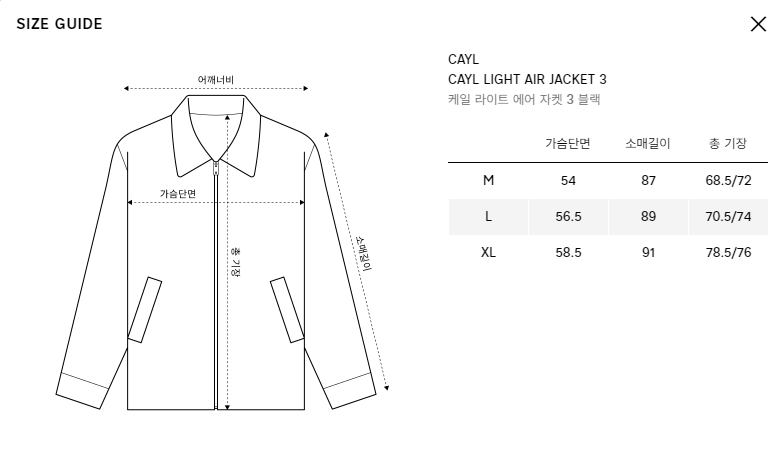 SIZE GUIDE
어깨너비
가슴단면
총 기장
소매길이
CAYL
CAYL LIGHT AIR JACKET 3
케일 라이트 에어 자켓 3 블랙
가슴단면 소매길이 총 기장
M 54 87 68.5/72
L 56.5 89 70.5/74
XL 58.5 91 78.5/76